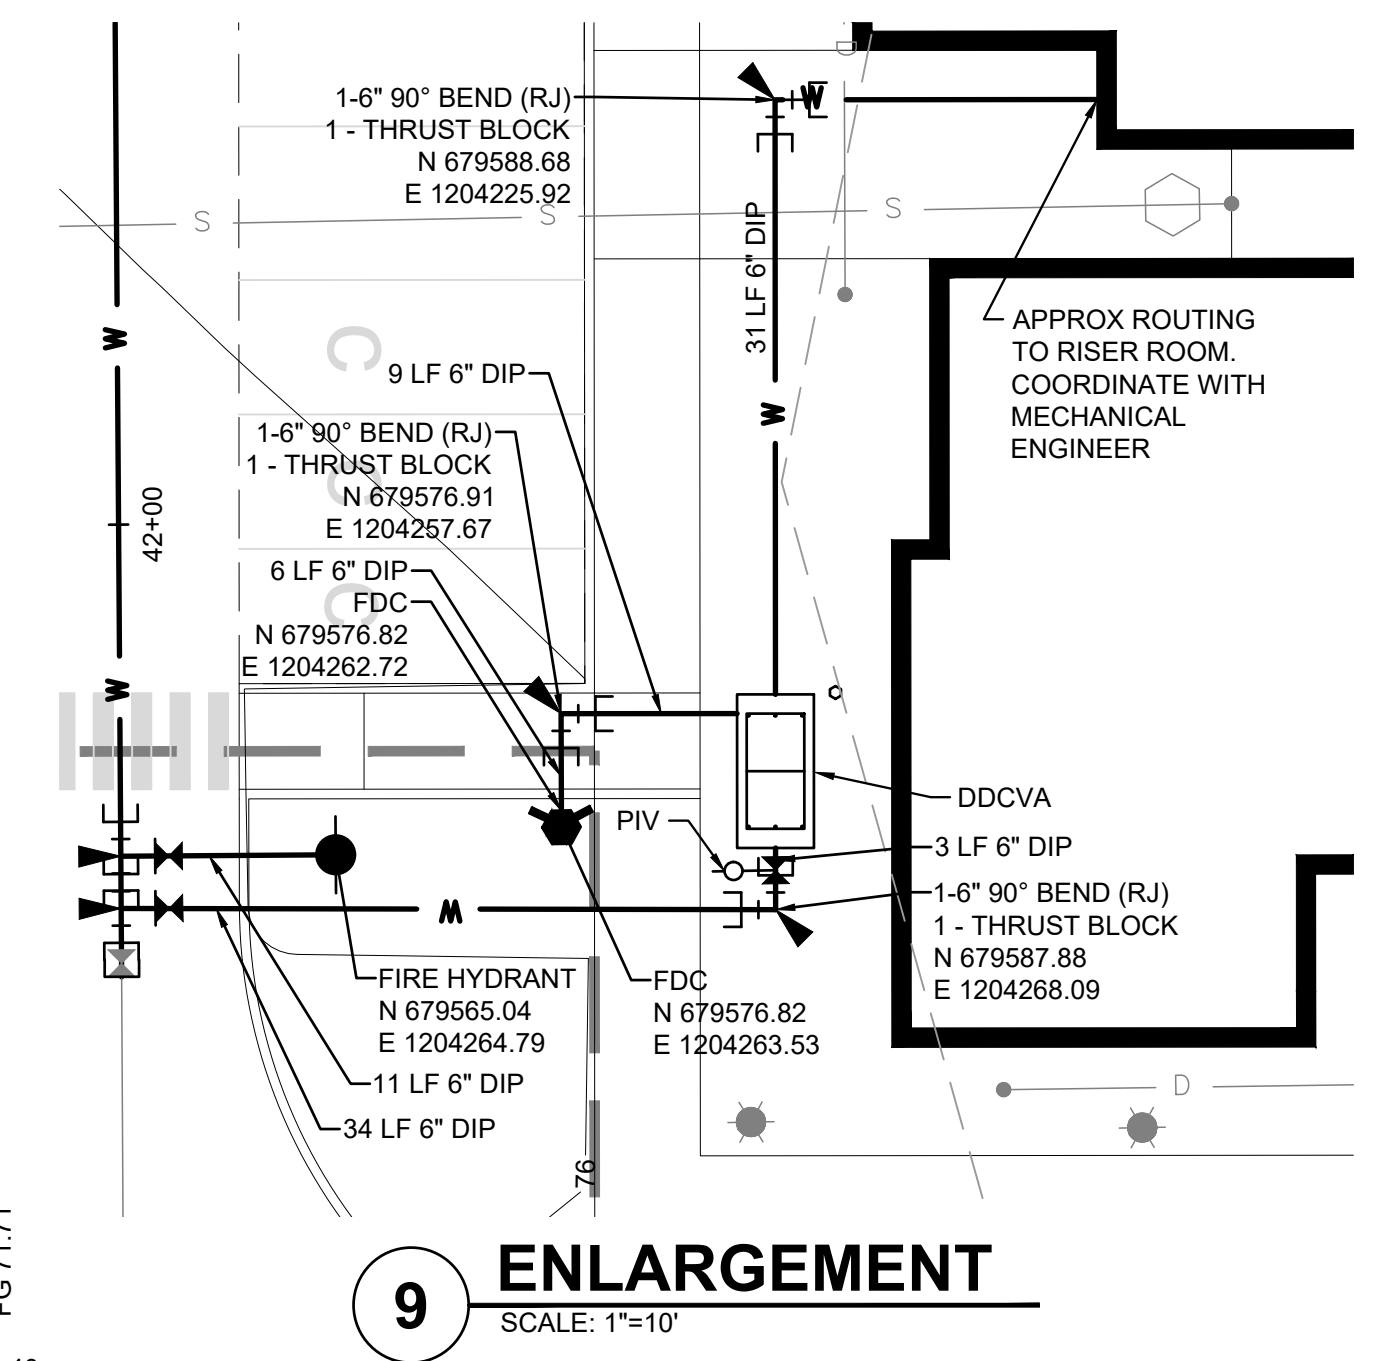 1-6" 90° BEND (RJ)
1 - THRUST BLOCK
N 679588.68
E 1204225.92
W
D
S
S
S
31 LF 6" DIP
W
C
9 LF 6" DIP
APPROX ROUTING
TO RISER ROOM.
COORDINATE WITH
MECHANICAL
ENGINEER
W
1-6" 90° BEND (RJ)
1 - THRUST BLOCK
N 679576.91
E 1204257.67
C
42+00
6 LF 6" DIP
FDC
N 679576.82
E 1204262.72
C
W
DDCVA
PIV
3 LF 6" DIP
1-6" 90° BEND (RJ)
1 - THRUST BLOCK
N 679587.88
E 1204268.09
W
FIRE HYDRANT
N 679565.04
E 1204264.79
FDC
N 679576.82
E 1204263.53
11 LF 6" DIP
34 LF 6" DIP
D
76
9
ENLARGEMENT
SCALE: 1"=10'